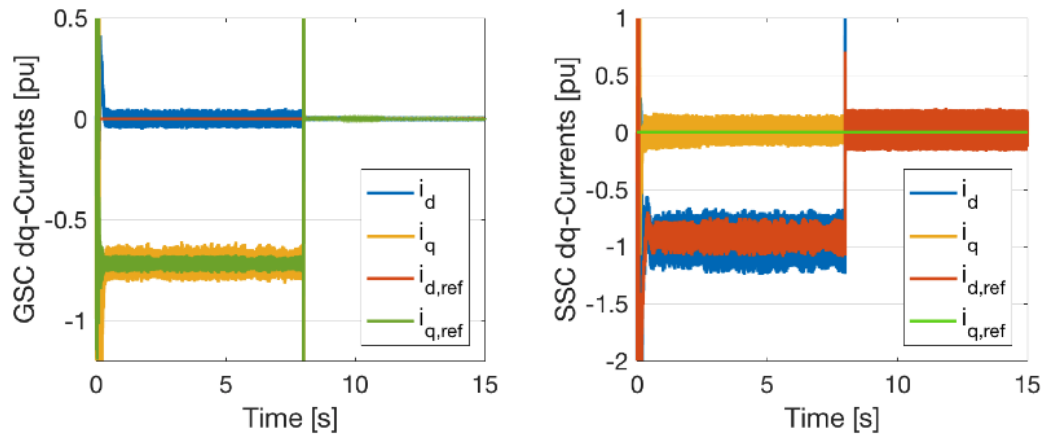 GSC dq-Currents [pu]
0.5
0
-0.5
-1
0 5 10 15
Time [s]
i_d
i_q
i_d,ref
i_q,ref
SSC dq-Currents [pu]
1
0.5
0
-0.5
-1
-1.5
-2
0 5 10 15
Time [s]
i_d
i_q
i_d,ref
i_q,ref